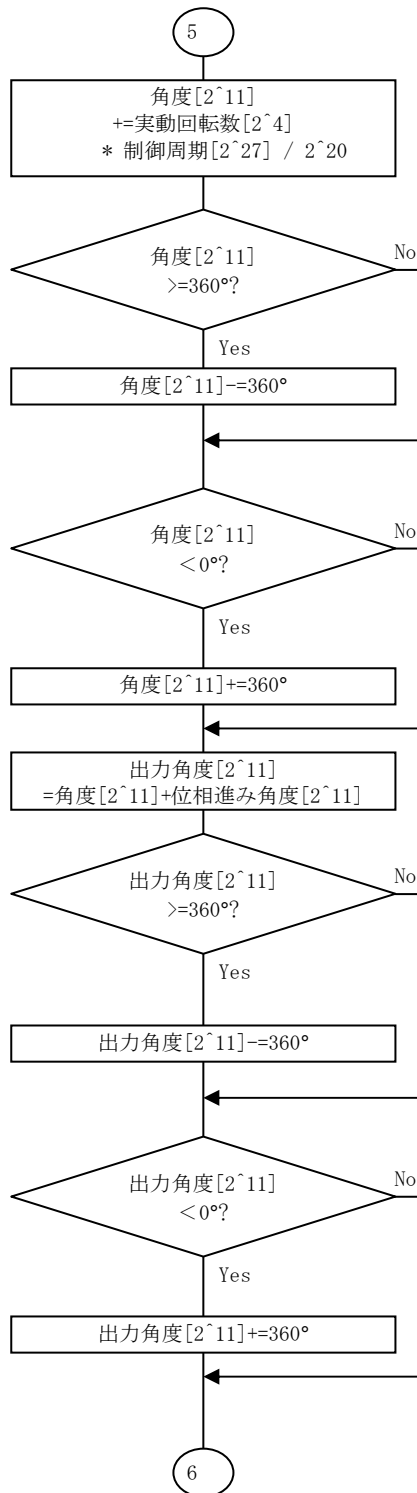 5
角度[2^11]
+=実動回転数[2^4]
* 制御周期[2^27] / 2^20
角度[2^11]
>=360°?
No
Yes
角度[2^11]-=360°
角度[2^11]
<0°?
No
Yes
角度[2^11]+=360°
出力角度[2^11]
=角度[2^11]+位相進み角度[2^11]
出力角度[2^11]
>=360°?
No
Yes
出力角度[2^11]-=360°
出力角度[2^11]
<0°?
No
Yes
出力角度[2^11]+=360°
6